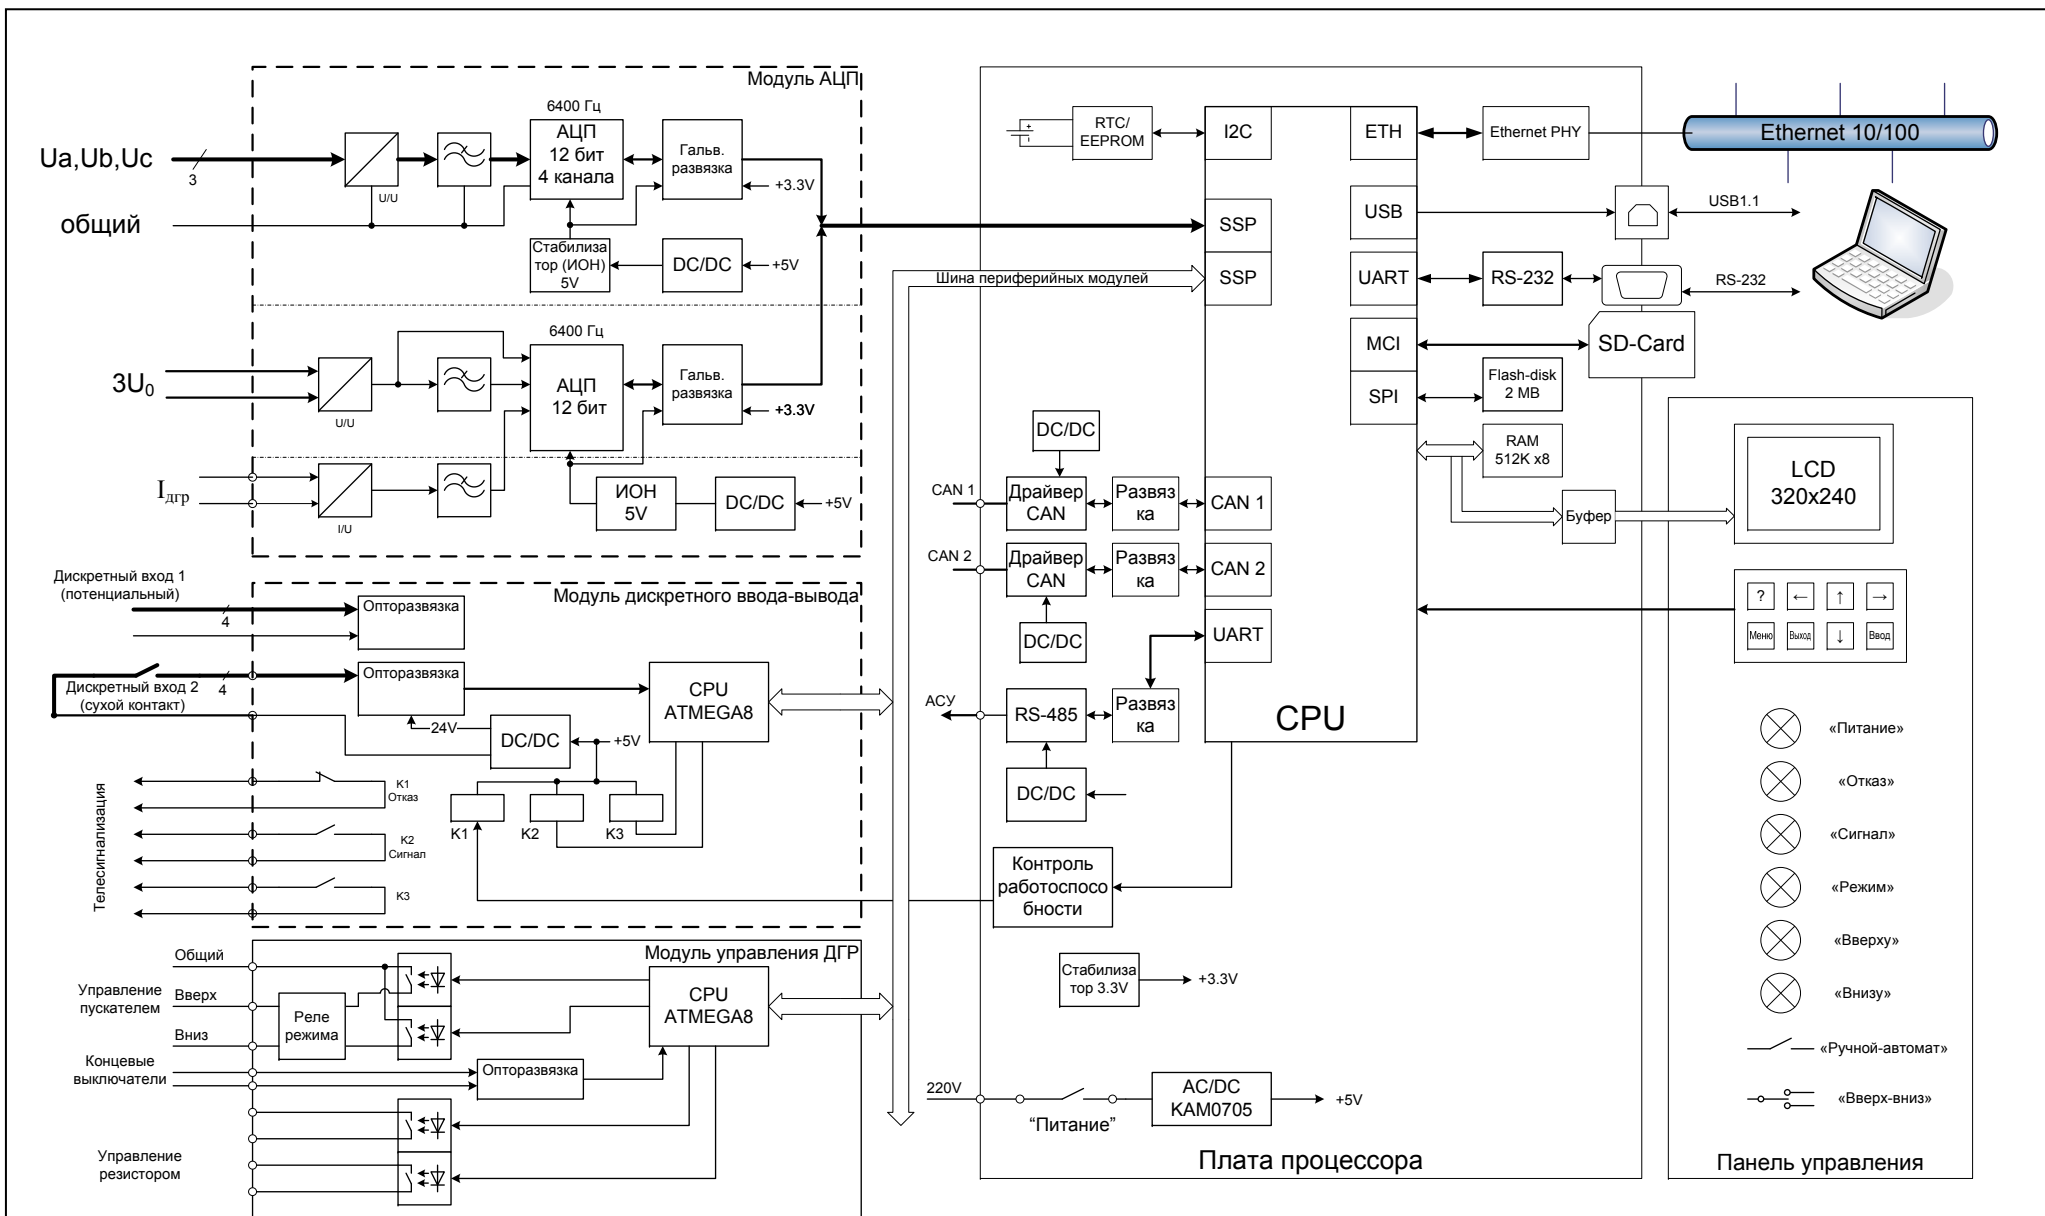 Модуль АЦП
6400 Гц
Ua,Ub,Uc
3
U/U
АЦП
12 бит
4 канала
Гальв.
развязка
+3.3V
общий
Стабилиза
тор (ИОН)
5V
DC/DC
+5V
6400 Гц
3U₀
U/U
АЦП
12 бит
Гальв.
развязка
+3.3V
Iдгр
I/U
ИОН
5V
DC/DC
+5V
Модуль дискретного ввода-вывода
Дискретный вход 1
(потенциальный)
4
Опторазвязка
Дискретный вход 2
(сухой контакт)
4
Опторазвязка
CPU
ATMEGA8
24V
DC/DC
+5V
K1
K2
K3
Телесигнализация
K1
Отказ
K2
Сигнал
K3
Модуль управления ДГР
Общий
Управление
пускателем
Вверх
Вниз
Реле
режима
CPU
ATMEGA8
Концевые
выключатели
Опторазвязка
Управление
резистором
Шина периферийных модулей
RTC/
EEPROM
I2C
SSP
SSP
ETH
USB
UART
MCI
SPI
Ethernet PHY
Ethernet 10/100
USB1.1
RS-232
RS-232
SD-Card
Flash-disk
2 MB
RAM
512K x8
Буфер
DC/DC
CAN 1
Драйвер
CAN
Развяз
ка
CAN 1
CAN 2
Драйвер
CAN
Развяз
ка
CAN 2
DC/DC
UART
АСУ
RS-485
Развяз
ка
CPU
DC/DC
Контроль
работоспосо
бности
Стабилиза
тор 3.3V
+3.3V
220V
“Питание”
AC/DC
KAM0705
+5V
Плата процессора
LCD
320x240
? ← ↑ →
Меню Выход ↓ Ввод
«Питание»
«Отказ»
«Сигнал»
«Режим»
«Вверху»
«Внизу»
«Ручной-автомат»
«Вверх-вниз»
Панель управления